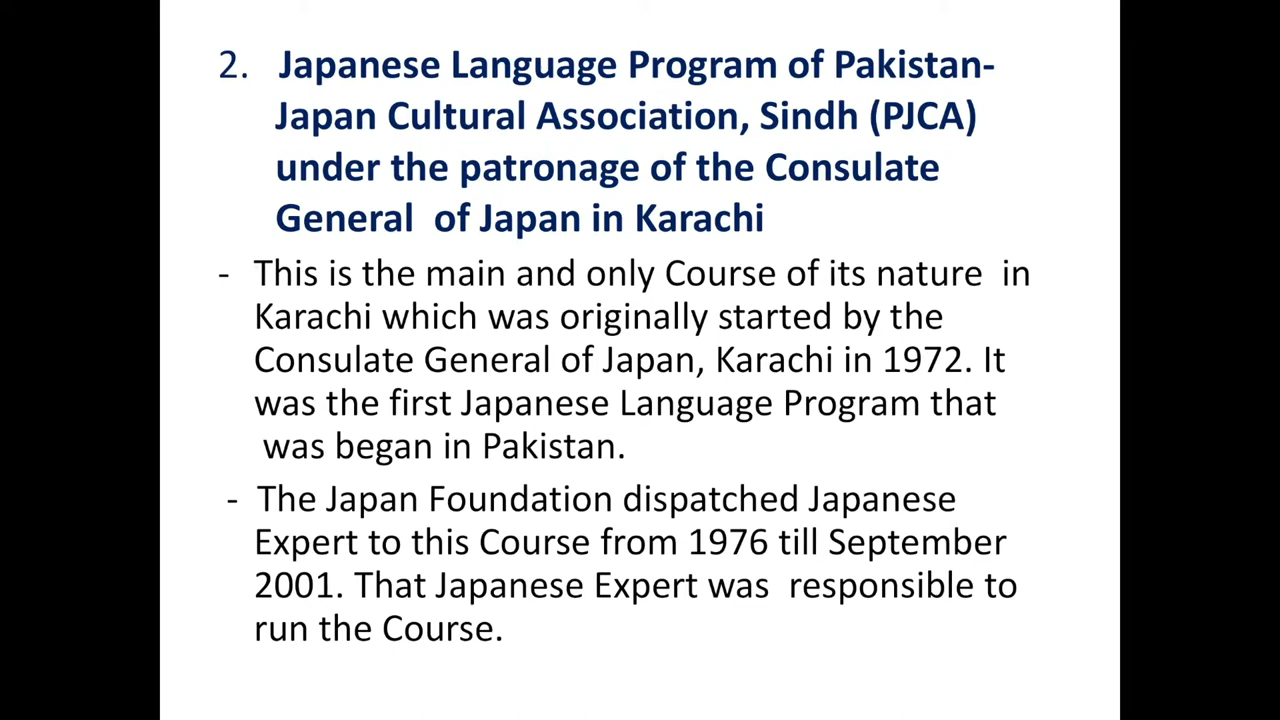 2. Japanese Language Program of Pakistan-
Japan Cultural Association, Sindh (PJCA)
under the patronage of the Consulate
General of Japan in Karachi
- This is the main and only Course of its nature in
Karachi which was originally started by the
Consulate General of Japan, Karachi in 1972. It
was the first Japanese Language Program that
was began in Pakistan.
- The Japan Foundation dispatched Japanese
Expert to this Course from 1976 till September
2001. That Japanese Expert was responsible to
run the Course.